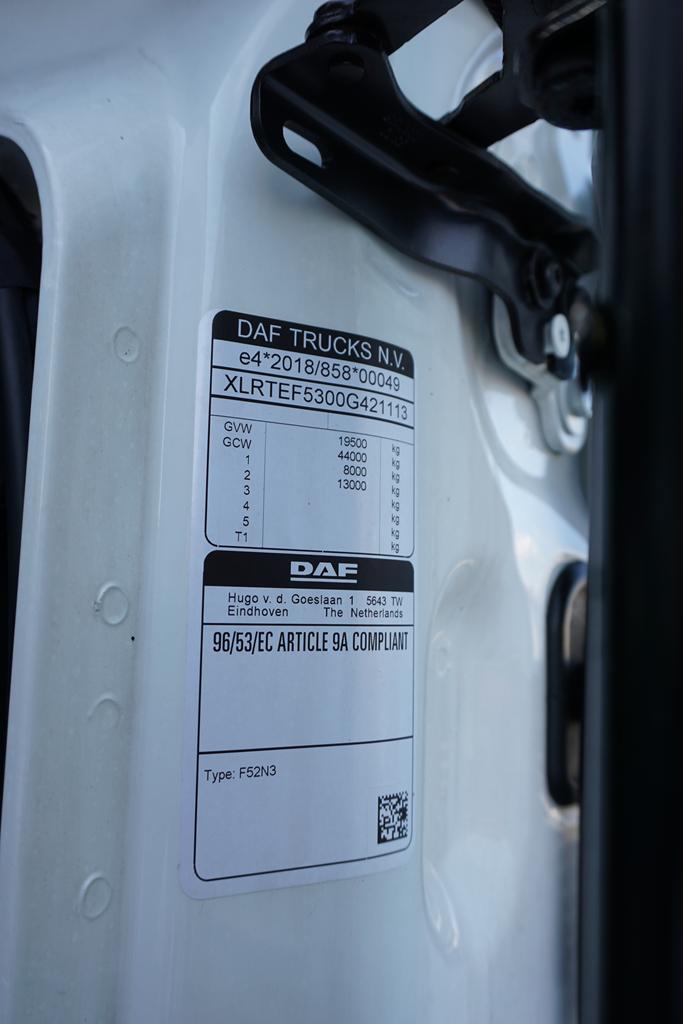 DAF TRUCKS N.V.
e4*2018/858*00049
XLRTEF5300G421113
GVW 19500 kg
GCW 44000 kg
1 8000 kg
2 13000 kg
3 kg
4 kg
5 kg
T1 kg
DAF
Hugo v. d. Goeslaan 1 5643 TW
Eindhoven The Netherlands
96/53/EC ARTICLE 9A COMPLIANT
Type: F52N3